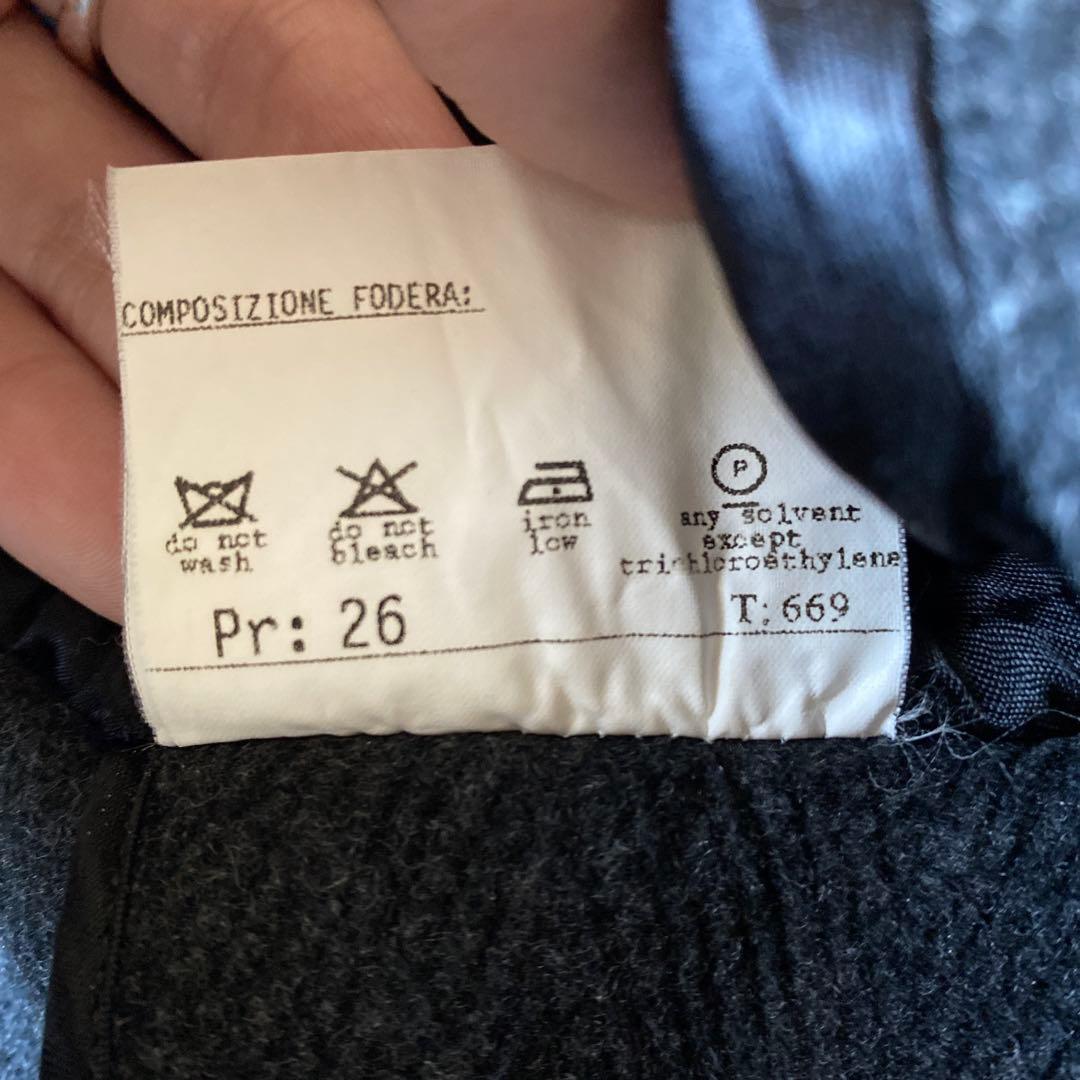 COMPOSIZIONE FODERA:
do not
wash
do not
bleach
iron
low
P
any solvent
except
trichloroethylene
Pr: 26
T: 669